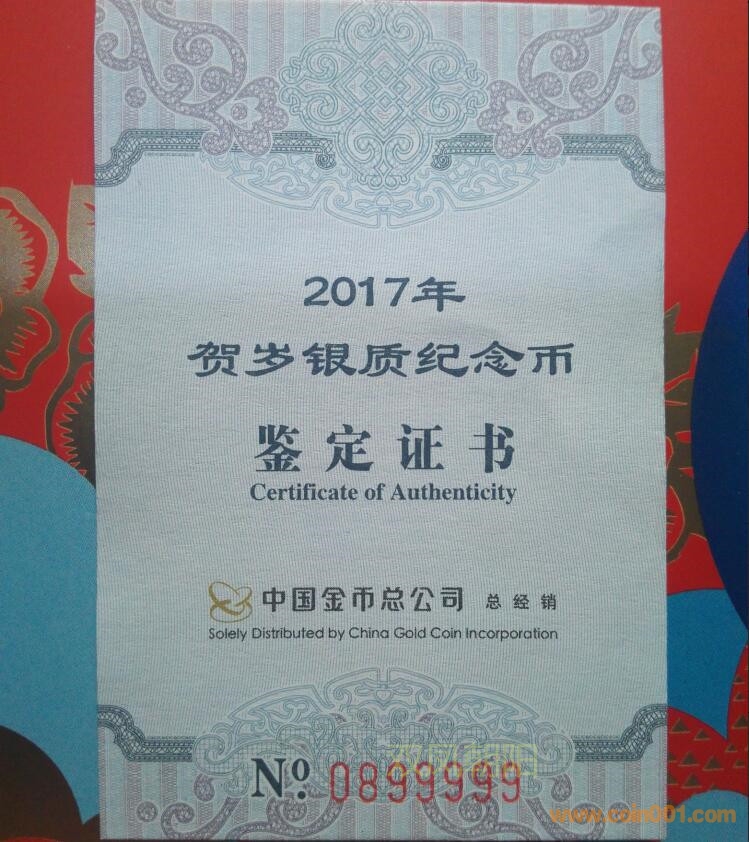 2017年
贺岁银质纪念币
鉴定证书
Certificate of Authenticity
中国金币总公司 总经销
Solely Distributed by China Gold Coin Incorporation
No. 0899999
www.coin001.com